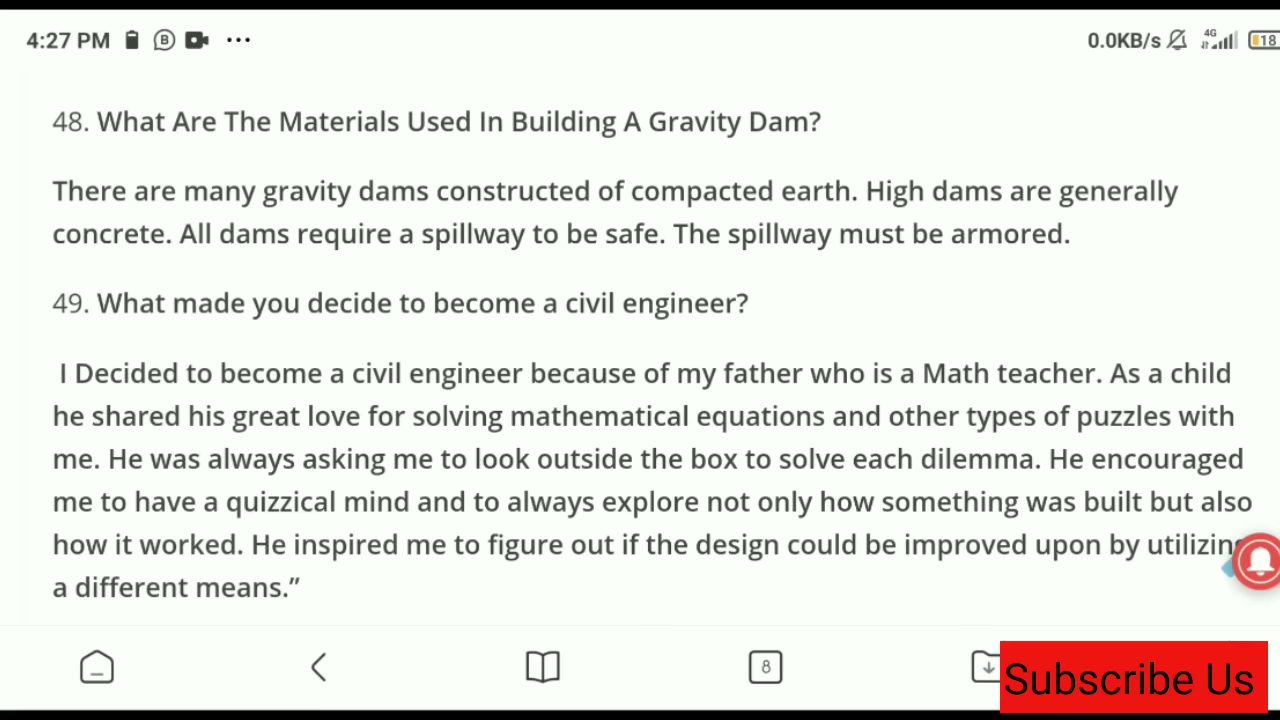 4:27 PM B ...
0.0KB/s 4G 18
48. What Are The Materials Used In Building A Gravity Dam?
There are many gravity dams constructed of compacted earth. High dams are generally
concrete. All dams require a spillway to be safe. The spillway must be armored.
49. What made you decide to become a civil engineer?
I Decided to become a civil engineer because of my father who is a Math teacher. As a child
he shared his great love for solving mathematical equations and other types of puzzles with
me. He was always asking me to look outside the box to solve each dilemma. He encouraged
me to have a quizzical mind and to always explore not only how something was built but also
how it worked. He inspired me to figure out if the design could be improved upon by utilizing
a different means.”
8
Subscribe Us